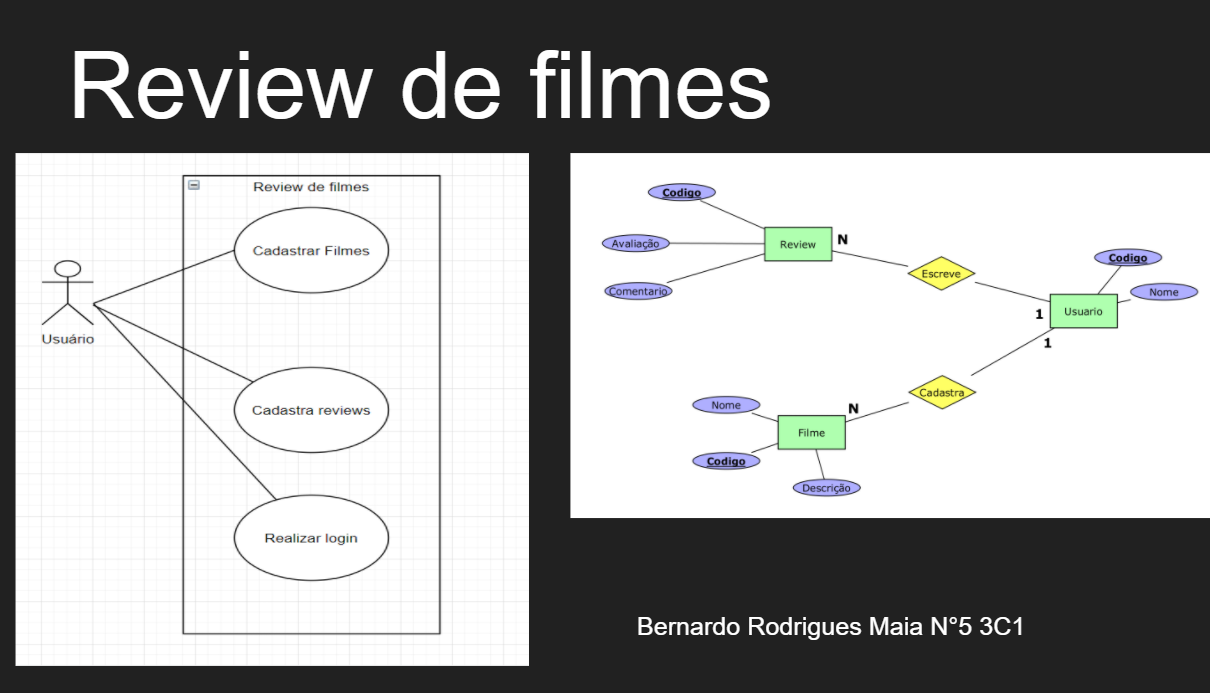 Review de filmes
Review de filmes
Cadastrar Filmes
Usuário
Cadastra reviews
Realizar login
Codigo
Avaliação
Review
N
Comentario
Escreve
Codigo
Nome
1
Usuario
1
Cadastra
Nome
N
Filme
Codigo
Descrição
Bernardo Rodrigues Maia N°5 3C1